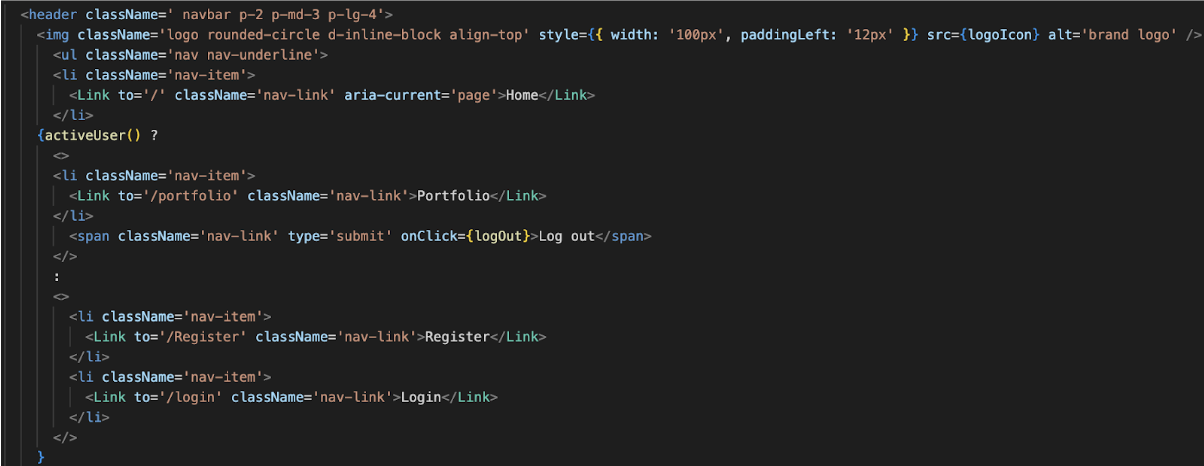 <header className=' navbar p-2 p-md-3 p-lg-4'>
<img className='logo rounded-circle d-inline-block align-top' style={{ width: '100px', paddingLeft: '12px' }} src={logoIcon} alt='brand logo' />
<ul className='nav nav-underline'>
<li className='nav-item'>
<Link to='/' className='nav-link' aria-current='page'>Home</Link>
</li>
{activeUser() ?
<>
<li className='nav-item'>
<Link to='/portfolio' className='nav-link'>Portfolio</Link>
</li>
<span className='nav-link' type='submit' onClick={logOut}>Log out</span>
</>
:
<>
<li className='nav-item'>
<Link to='/Register' className='nav-link'>Register</Link>
</li>
<li className='nav-item'>
<Link to='/login' className='nav-link'>Login</Link>
</li>
</>
}